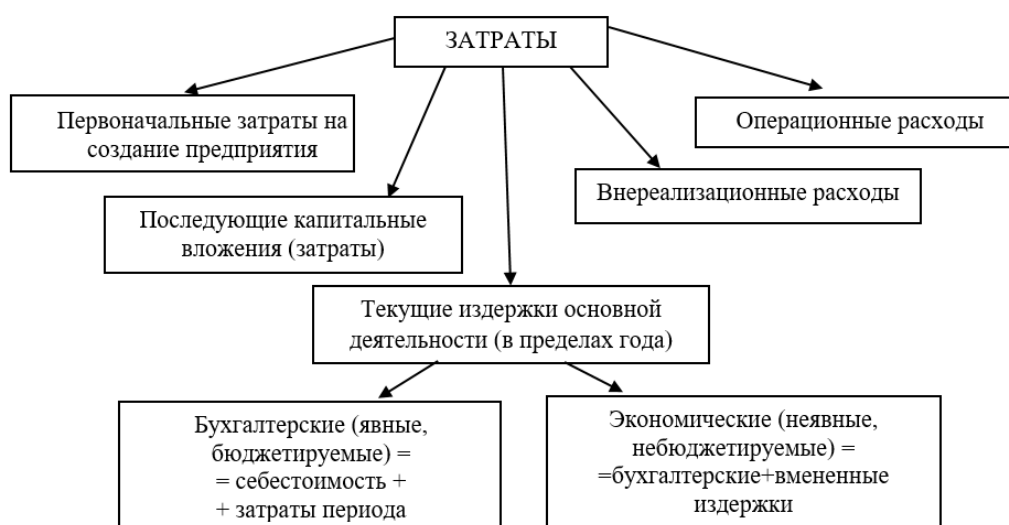 ЗАТРАТЫ
Первоначальные затраты на
создание предприятия
Операционные расходы
Внереализационные расходы
Последующие капитальные
вложения (затраты)
Текущие издержки основной
деятельности (в пределах года)
Бухгалтерские (явные,
бюджетируемые) =
= себестоимость +
+ затраты периода
Экономические (неявные,
небюджетируемые) =
=бухгалтерские+вмененные
издержки